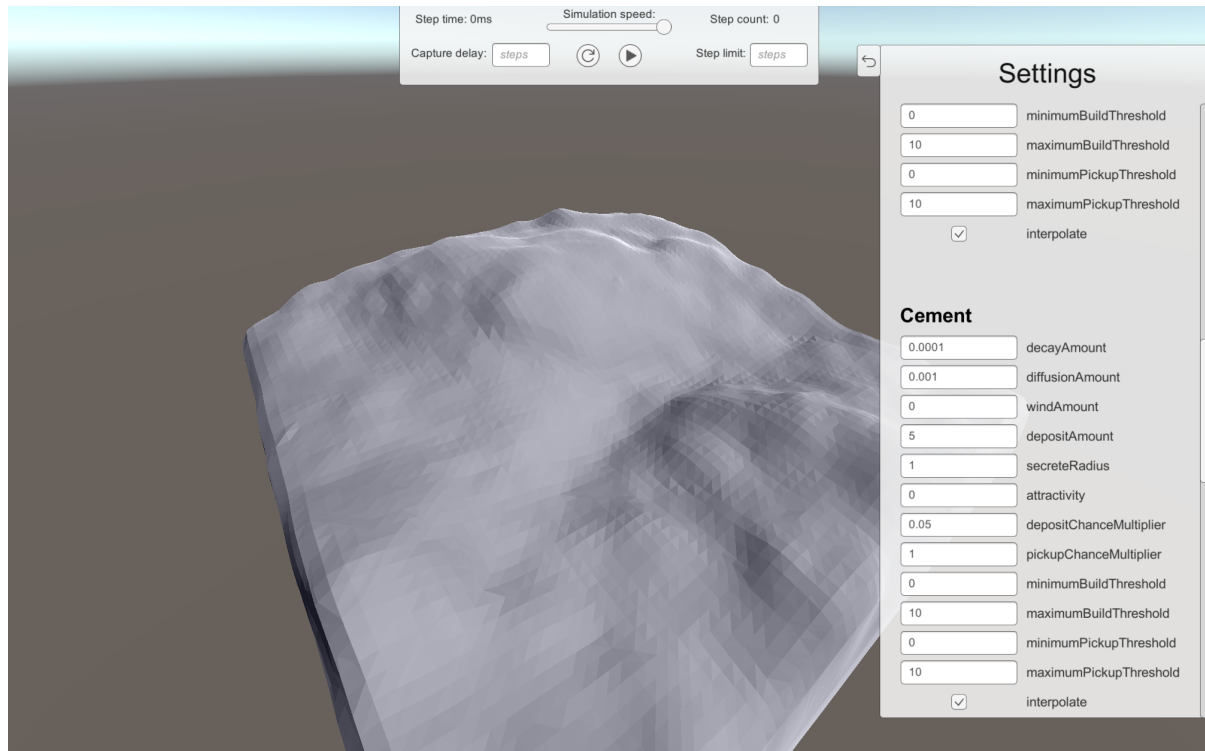 Step time: 0ms
Simulation speed:
Step count: 0
Capture delay: steps
Step limit: steps
Settings
0 minimumBuildThreshold
10 maximumBuildThreshold
0 minimumPickupThreshold
10 maximumPickupThreshold
interpolate
Cement
0.0001 decayAmount
0.001 diffusionAmount
0 windAmount
5 depositAmount
1 secreteRadius
0 attractivity
0.05 depositChanceMultiplier
1 pickupChanceMultiplier
0 minimumBuildThreshold
10 maximumBuildThreshold
0 minimumPickupThreshold
10 maximumPickupThreshold
interpolate